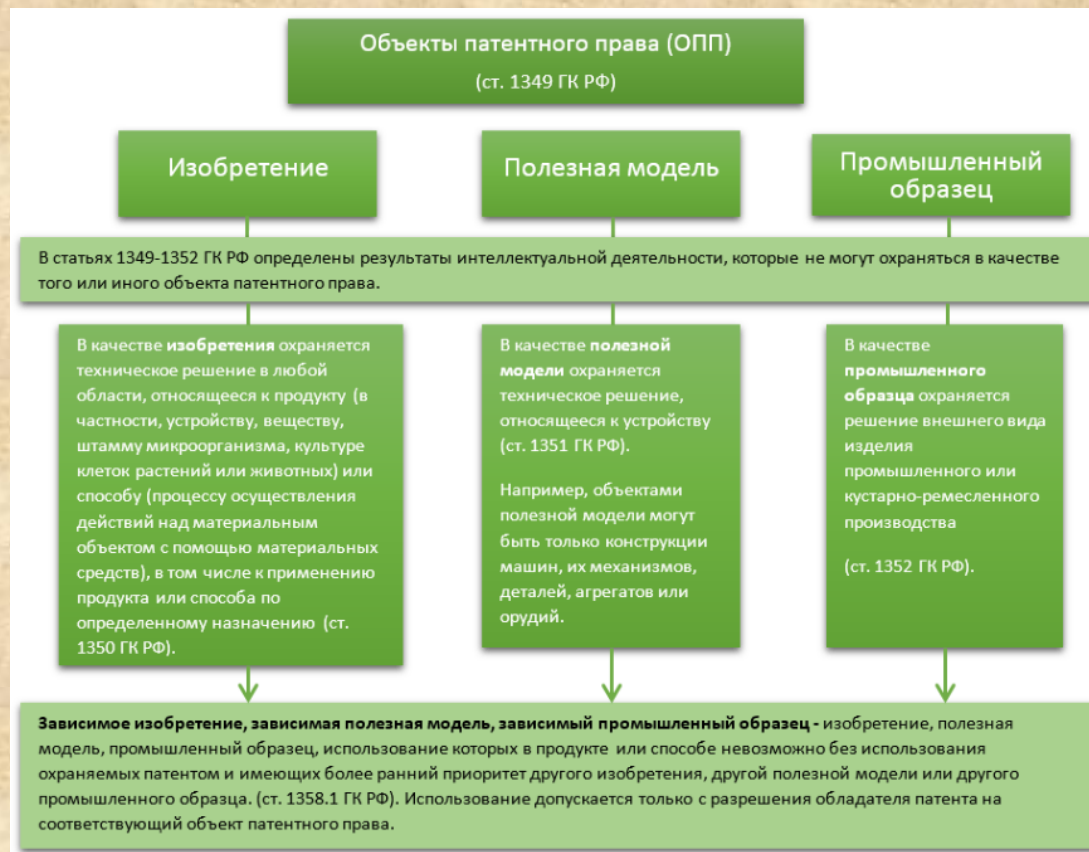 Объекты патентного права (ОПП)
(ст. 1349 ГК РФ)
Изобретение
Полезная модель
Промышленный
образец
В статьях 1349-1352 ГК РФ определены результаты интеллектуальной деятельности, которые не могут охраняться в качестве
того или иного объекта патентного права.
В качестве изобретения охраняется
техническое решение в любой
области, относящееся к продукту (в
частности, устройству, веществу,
штамму микроорганизма, культуре
клеток растений или животных) или
способу (процессу осуществления
действий над материальным
объектом с помощью материальных
средств), в том числе к применению
продукта или способа по
определенному назначению (ст.
1350 ГК РФ).
В качестве полезной
модели охраняется
техническое решение,
относящееся к устройству
(ст. 1351 ГК РФ).
Например, объектами
полезной модели могут
быть только конструкции
машин, их механизмов,
деталей, агрегатов или
орудий.
В качестве
промышленного
образца охраняется
решение внешнего вида
изделия
промышленного или
кустарно-ремесленного
производства
(ст. 1352 ГК РФ).
Зависимое изобретение, зависимая полезная модель, зависимый промышленный образец - изобретение, полезная
модель, промышленный образец, использование которых в продукте или способе невозможно без использования
охраняемых патентом и имеющих более ранний приоритет другого изобретения, другой полезной модели или другого
промышленного образца. (ст. 1358.1 ГК РФ). Использование допускается только с разрешения обладателя патента на
соответствующий объект патентного права.